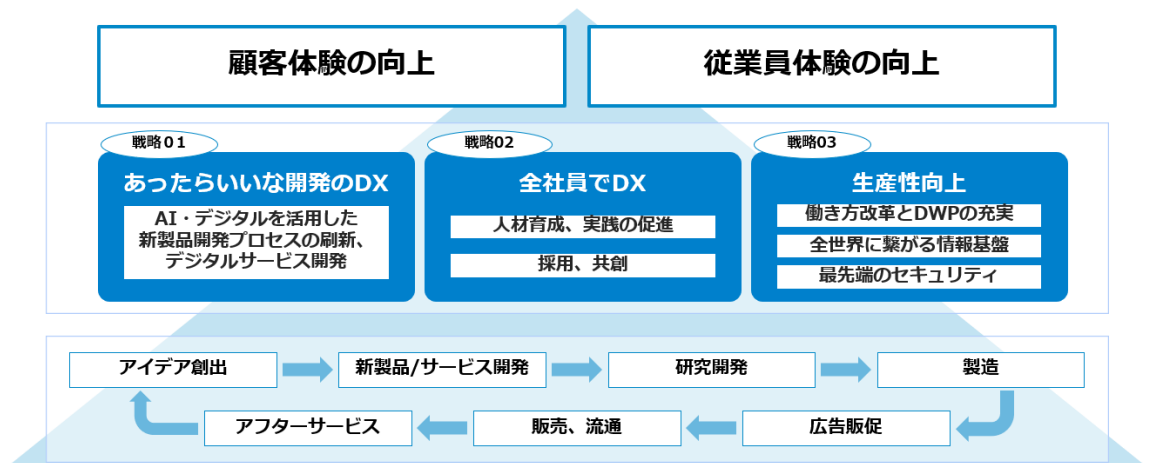 顧客体験の向上
従業員体験の向上
戦略０１
あったらいいな開発のDX
AI・デジタルを活用した
新製品開発プロセスの刷新、
デジタルサービス開発
戦略02
全社員でDX
人材育成、実践の促進
採用、共創
戦略03
生産性向上
働き方改革とDWPの充実
全世界に繋がる情報基盤
最先端のセキュリティ
アイデア創出
新製品/サービス開発
研究開発
製造
広告販促
販売、流通
アフターサービス